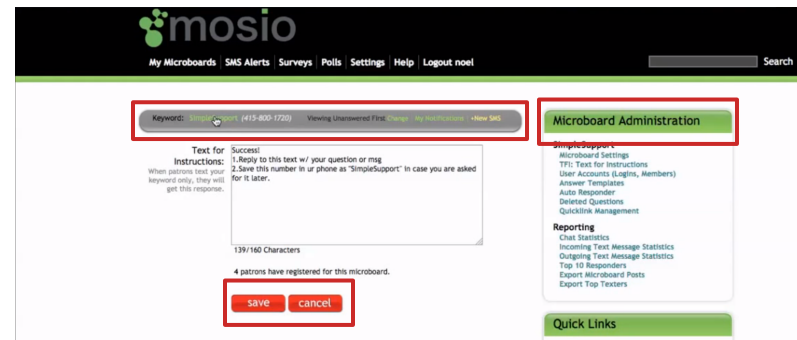 mosio
My Microboards SMS Alerts Surveys Polls Settings Help Logout noel
Search
Keyword: SimpleSupport (415-800-1720) Viewing Unanswered First Change My Notifications +New SMS
Text for
Instructions:
When patrons text your
keyword only, they will
get this response.
Success!
1.Reply to this text w/ your question or msg
2.Save this number in ur phone as "SimpleSupport" in case you are asked
for it later.
139/160 Characters
4 patrons have registered for this microboard.
save cancel
Microboard Administration
SimpleSupport
Microboard Settings
TFI: Text for Instructions
User Accounts (Logins, Members)
Answer Templates
Auto Responder
Deleted Questions
Quicklink Management
Reporting
Chat Statistics
Incoming Text Message Statistics
Outgoing Text Message Statistics
Top 10 Responders
Export Microboard Posts
Export Top Texters
Quick Links